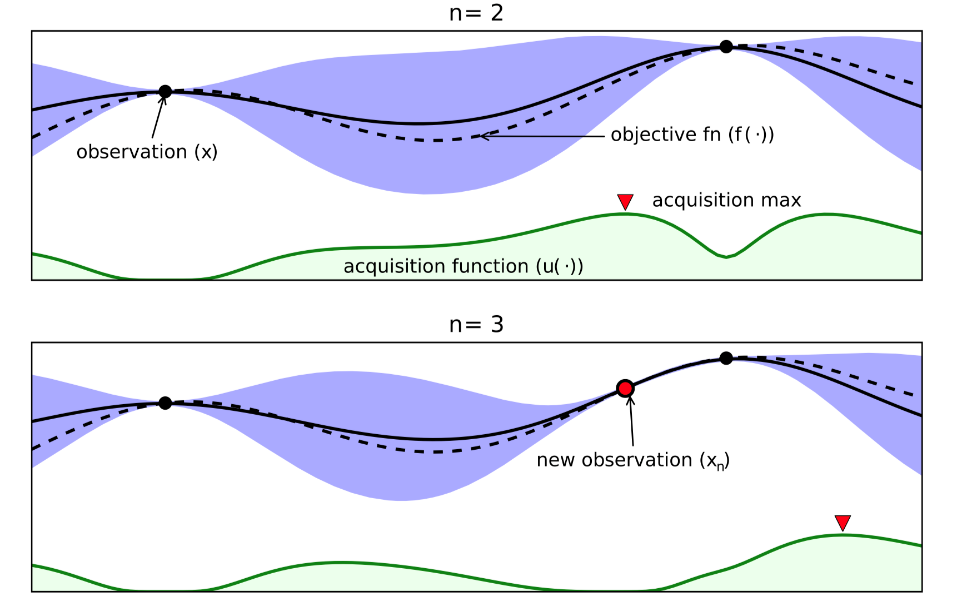 n= 2
observation (x)
objective fn (f(·))
acquisition max
acquisition function (u(·))
n= 3
new observation (xₙ)